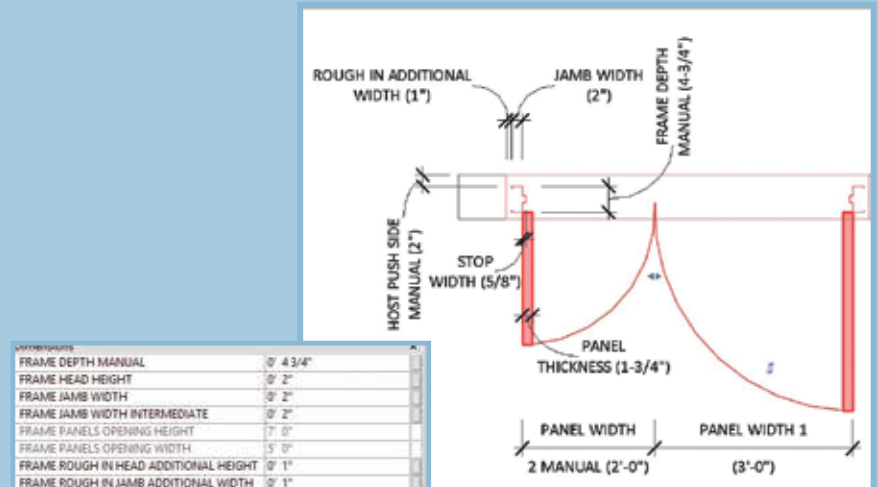 ROUGH IN ADDITIONAL
WIDTH (1")
JAMB WIDTH
(2")
FRAME DEPTH
MANUAL (4-3/4")
HOST PUSH SIDE
MANUAL (2")
STOP
WIDTH (5/8")
PANEL
THICKNESS (1-3/4")
PANEL WIDTH
2 MANUAL (2'-0")
PANEL WIDTH 1
(3'-0")
Dimensions
FRAME DEPTH MANUAL 0' 4 3/4"
FRAME HEAD HEIGHT 0' 2"
FRAME JAMB WIDTH 0' 2"
FRAME JAMB WIDTH INTERMEDIATE 0' 2"
FRAME PANELS OPENING HEIGHT 7' 0"
FRAME PANELS OPENING WIDTH 5' 0"
FRAME ROUGH IN HEAD ADDITIONAL HEIGHT 0' 1"
FRAME ROUGH IN JAMB ADDITIONAL WIDTH 0' 1"